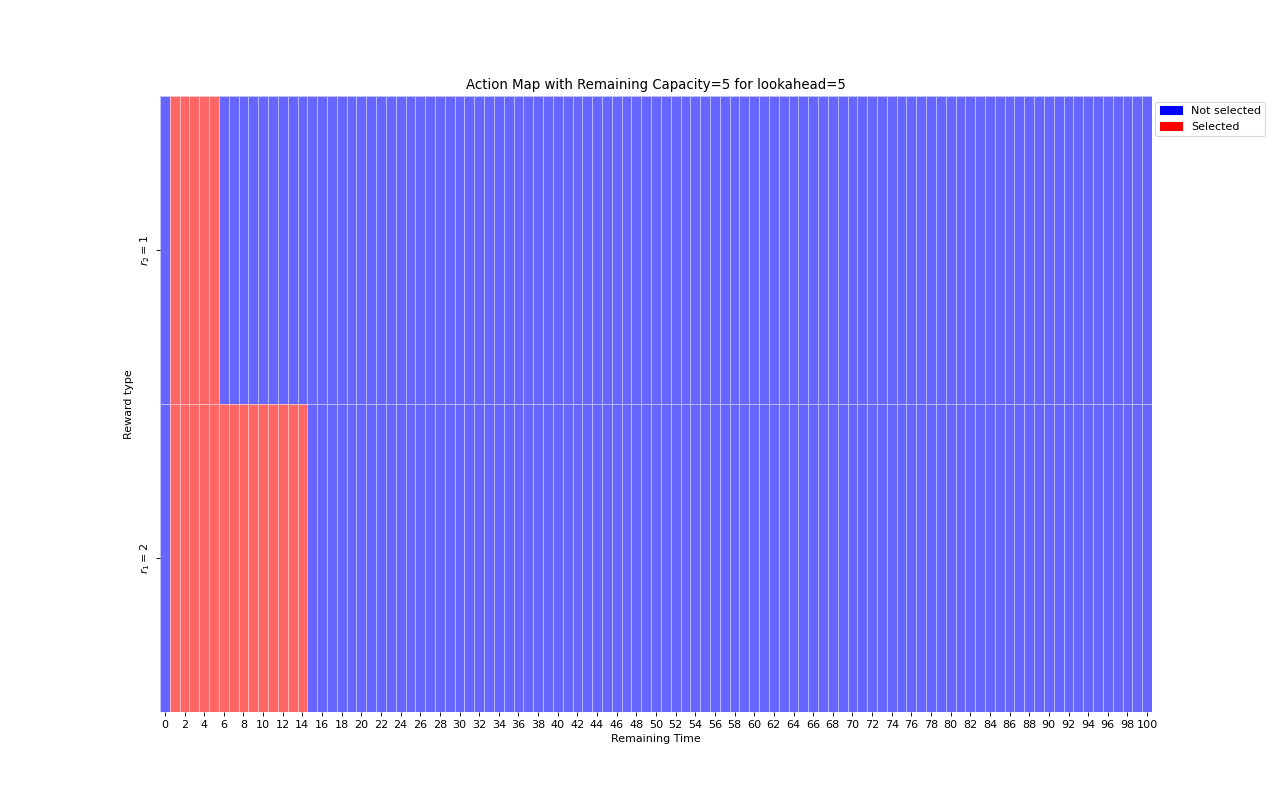 Action Map with Remaining Capacity=5 for lookahead=5
Not selected
Selected
r₂ = 1
Reward type
r₁ = 2
0 2 4 6 8 10 12 14 16 18 20 22 24 26 28 30 32 34 36 38 40 42 44 46 48 50 52 54 56 58 60 62 64 66 68 70 72 74 76 78 80 82 84 86 88 90 92 94 96 98 100
Remaining Time